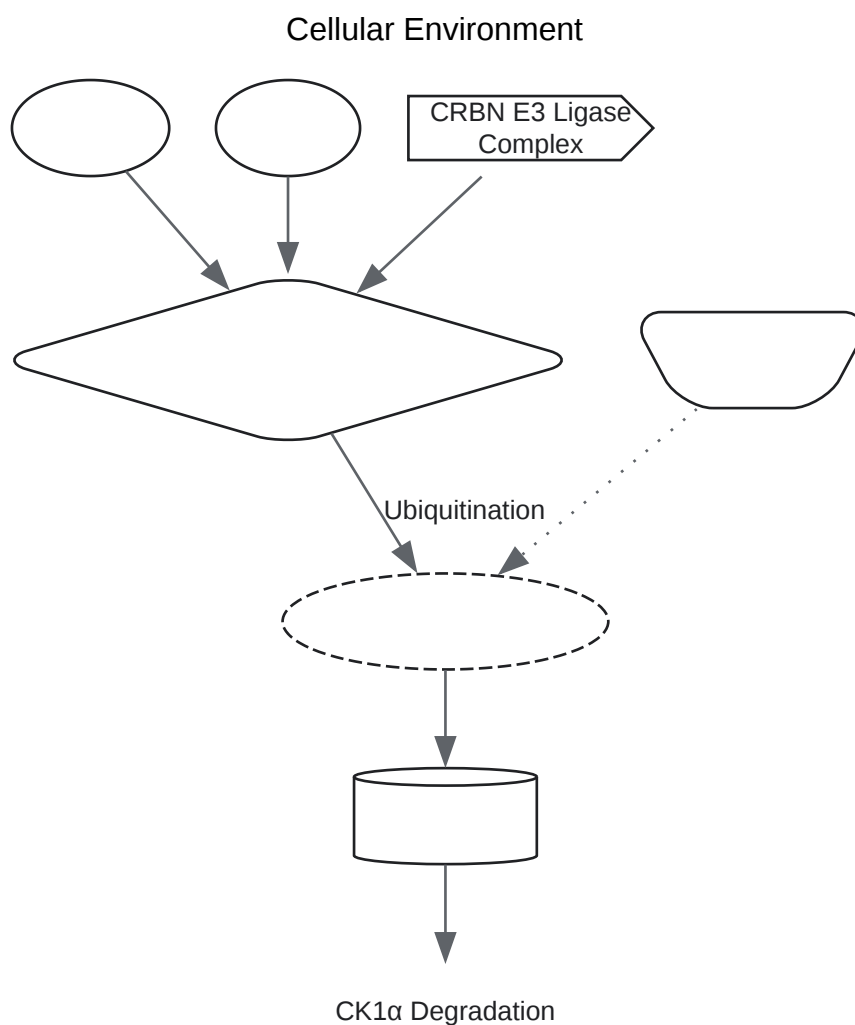 Cellular Environment
CRBN E3 Ligase
Complex
Ubiquitination
CK1α Degradation